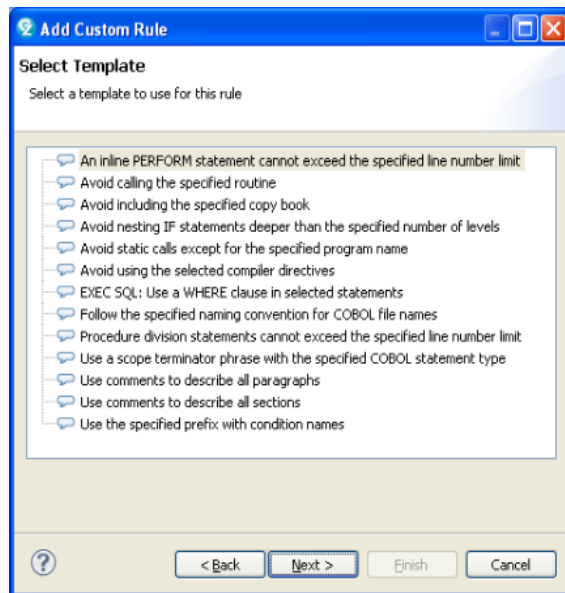 Add Custom Rule
Select Template
Select a template to use for this rule
An inline PERFORM statement cannot exceed the specified line number limit
Avoid calling the specified routine
Avoid including the specified copy book
Avoid nesting IF statements deeper than the specified number of levels
Avoid static calls except for the specified program name
Avoid using the selected compiler directives
EXEC SQL: Use a WHERE clause in selected statements
Follow the specified naming convention for COBOL file names
Procedure division statements cannot exceed the specified line number limit
Use a scope terminator phrase with the specified COBOL statement type
Use comments to describe all paragraphs
Use comments to describe all sections
Use the specified prefix with condition names
? < Back Next > Finish Cancel